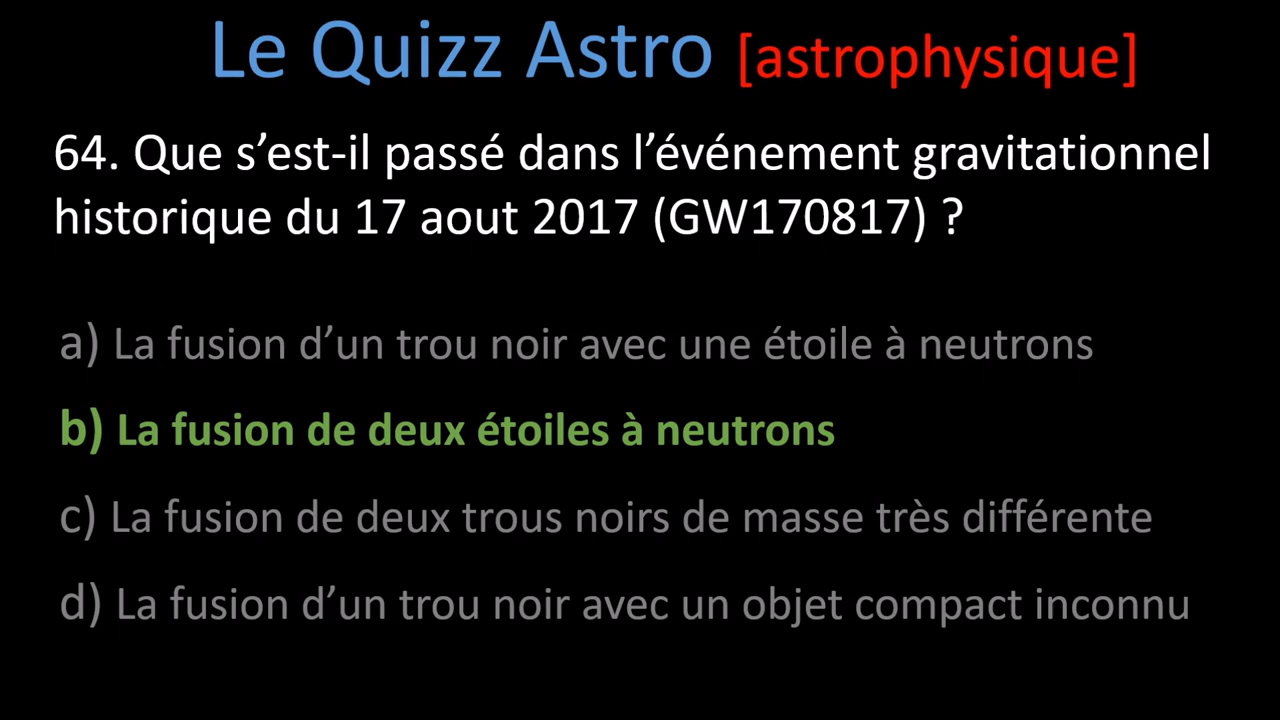 Le Quizz Astro [astrophysique]
64. Que s’est-il passé dans l’événement gravitationnel
historique du 17 aout 2017 (GW170817) ?
a) La fusion d’un trou noir avec une étoile à neutrons
b) La fusion de deux étoiles à neutrons
c) La fusion de deux trous noirs de masse très différente
d) La fusion d’un trou noir avec un objet compact inconnu